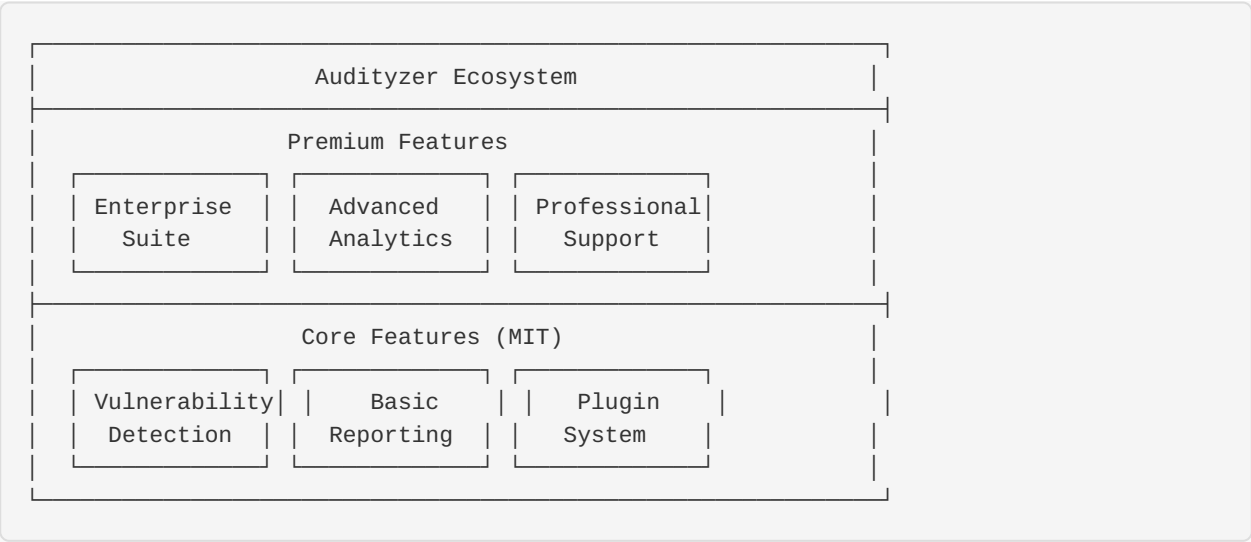 Audityzer Ecosystem
Premium Features
Enterprise Advanced Professional
Suite Analytics Support
Core Features (MIT)
Vulnerability Basic Plugin
Detection Reporting System